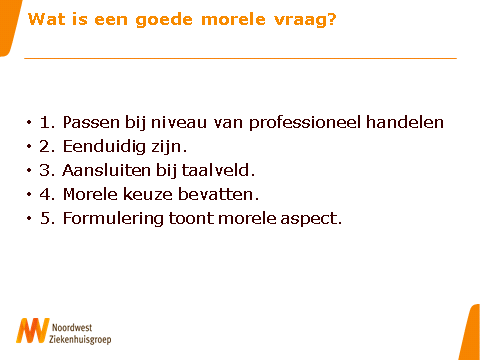 Wat is een goede morele vraag?
• 1. Passen bij niveau van professioneel handelen
• 2. Eenduidig zijn.
• 3. Aansluiten bij taalveld.
• 4. Morele keuze bevatten.
• 5. Formulering toont morele aspect.
Noordwest
Ziekenhuisgroep